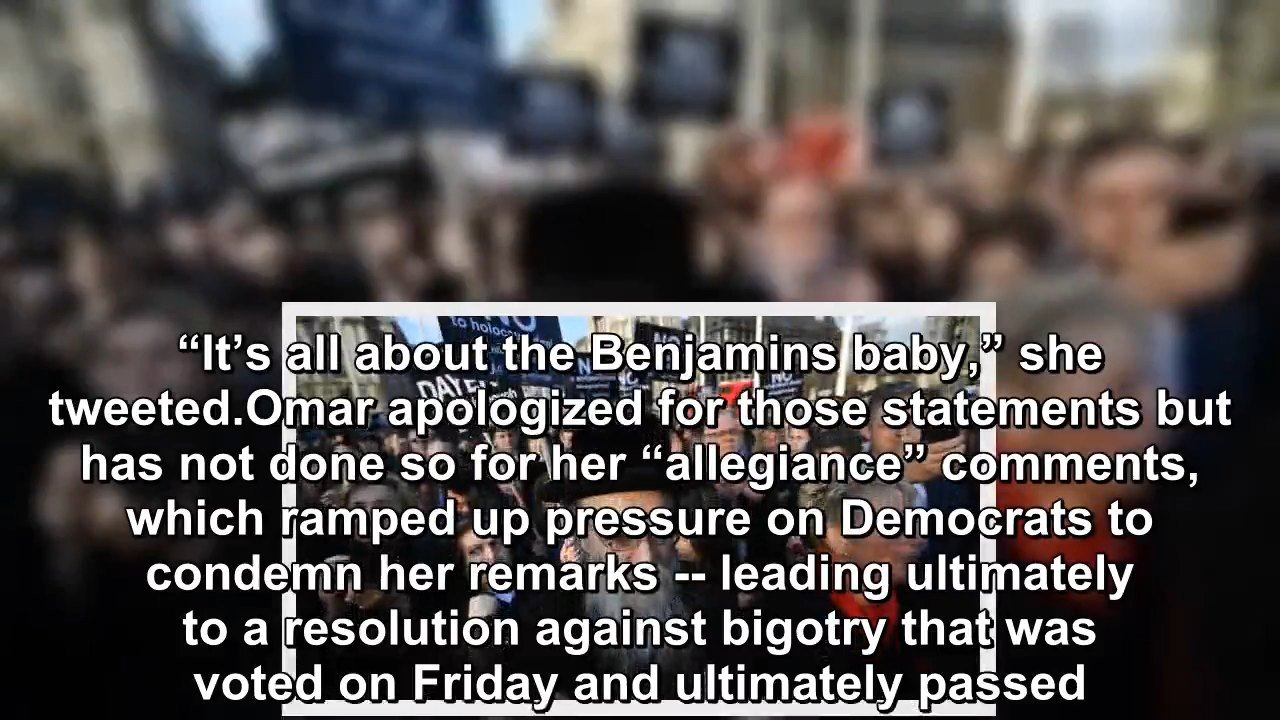 to holoc
“It’s all about the Benjamins baby,” she
tweeted.Omar apologized for those statements but
has not done so for her “allegiance” comments,
which ramped up pressure on Democrats to
condemn her remarks -- leading ultimately
to a resolution against bigotry that was
voted on Friday and ultimately passed